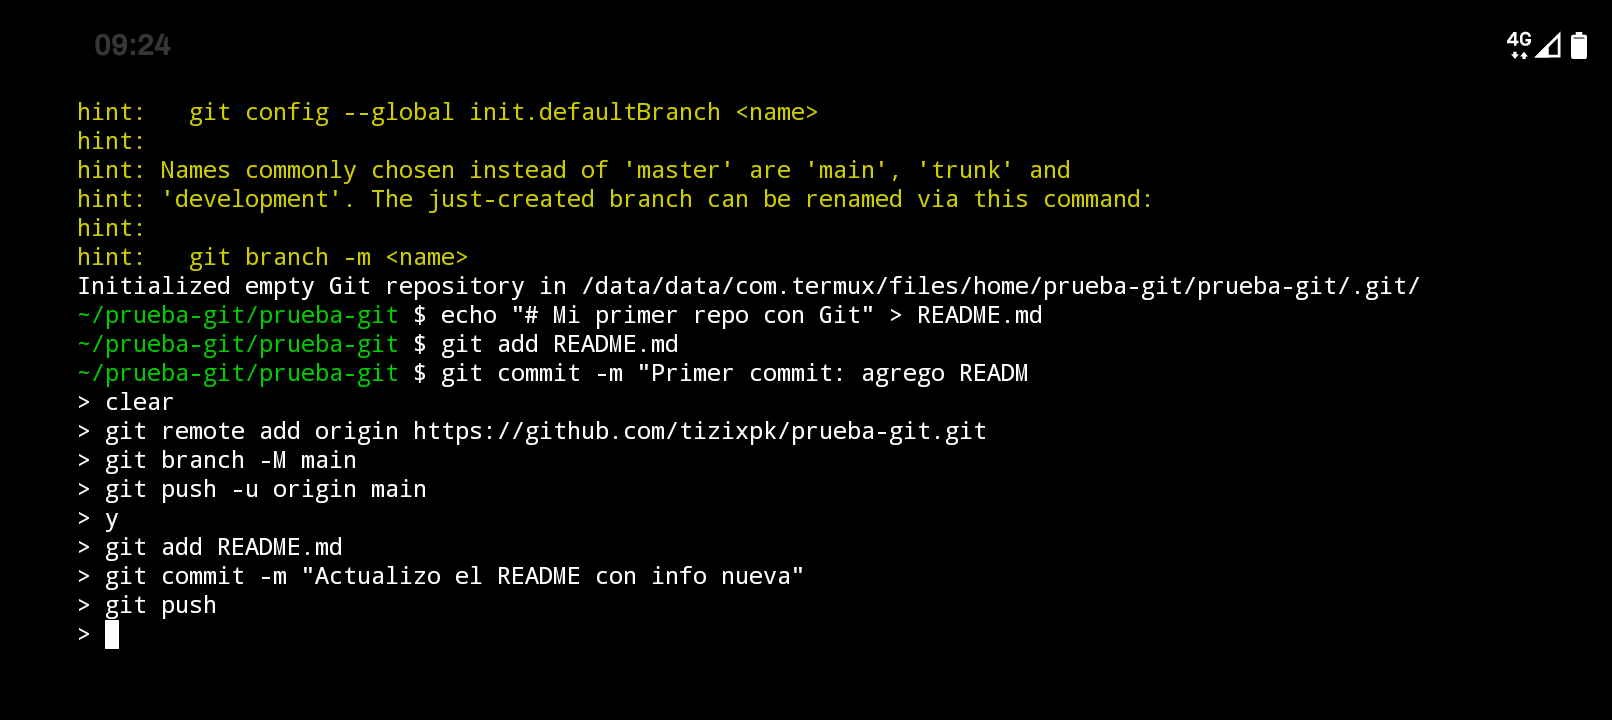 09:24
4G
hint:   git config --global init.defaultBranch <name>
hint:
hint: Names commonly chosen instead of 'master' are 'main', 'trunk' and
hint: 'development'. The just-created branch can be renamed via this command:
hint:
hint:   git branch -m <name>
Initialized empty Git repository in /data/data/com.termux/files/home/prueba-git/prueba-git/.git/
~/prueba-git/prueba-git $ echo "# Mi primer repo con Git" > README.md
~/prueba-git/prueba-git $ git add README.md
~/prueba-git/prueba-git $ git commit -m "Primer commit: agrego READM
> clear
> git remote add origin https://github.com/tizixpk/prueba-git.git
> git branch -M main
> git push -u origin main
> y
> git add README.md
> git commit -m "Actualizo el README con info nueva"
> git push
>